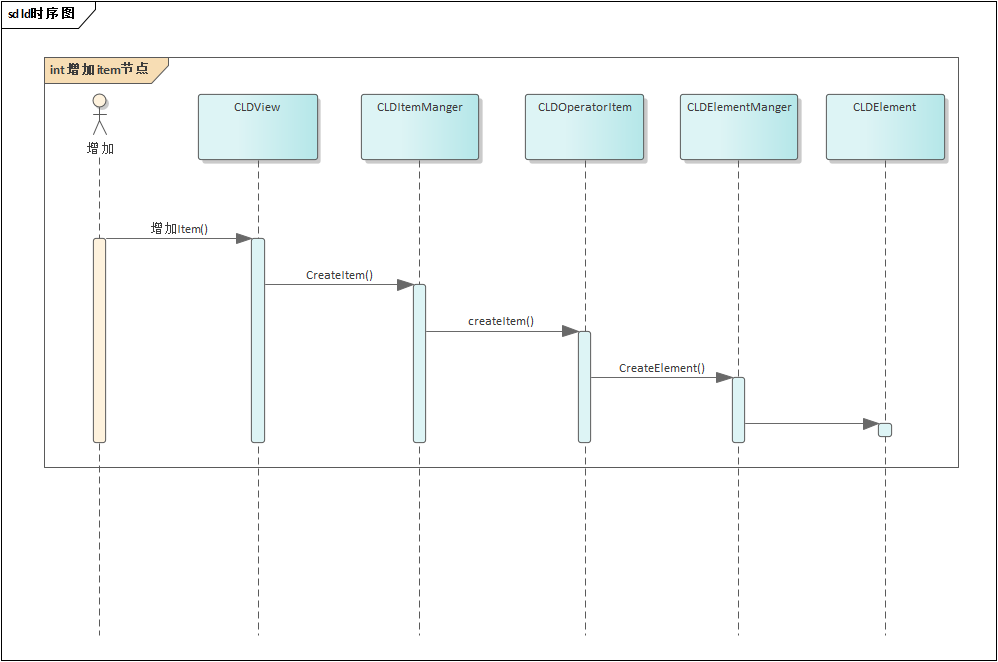 sd ld时序图
int 增加item节点
增加
CLDView
CLDItemManger
CLDOperatorItem
CLDElementManger
CLDElement
增加Item()
CreateItem()
createItem()
CreateElement()